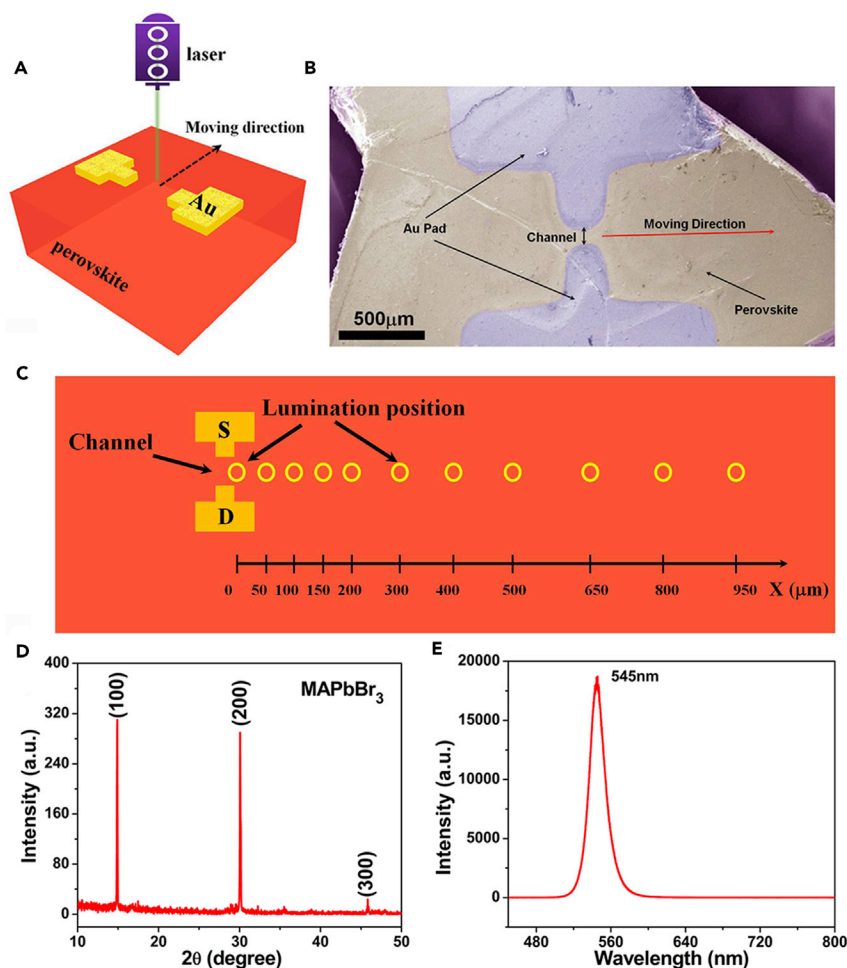 A
laser
Moving direction
Au
perovskite
B
Au Pad
Channel
Moving Direction
Perovskite
500μm
C
Lumination position
Channel
S
D
0 50 100 150 200 300 400 500 650 800 950 X (μm)
D
MAPbBr3
(100)
(200)
(300)
Intensity (a.u.)
400
320
240
160
80
0
10 20 30 40 50
2θ (degree)
E
545nm
Intensity (a.u.)
20000
15000
10000
5000
0
480 560 640 720 800
Wavelength (nm)